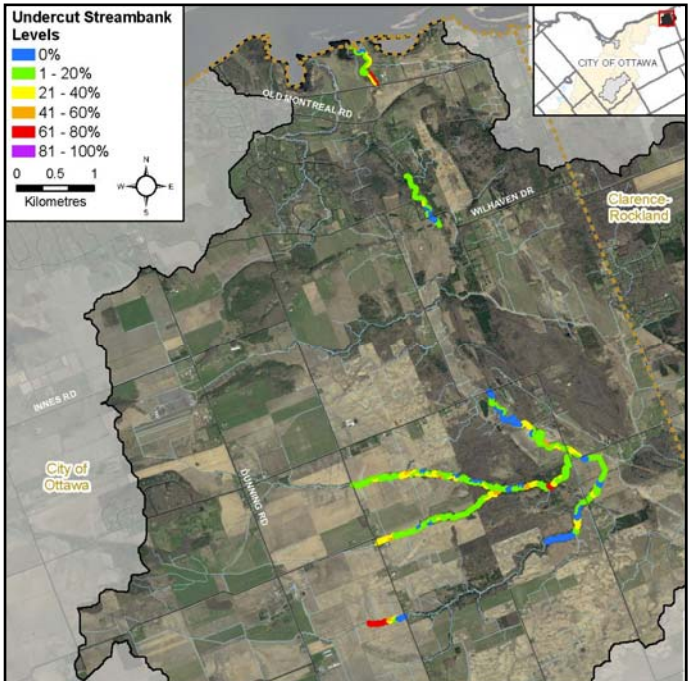 Undercut Streambank
Levels
0%
1 - 20%
21 - 40%
41 - 60%
61 - 80%
81 - 100%
0 0.5 1
Kilometres
N
W E
S
CITY OF OTTAWA
OLD MONTREAL RD
WILHAVEN DR
Clarence-
Rockland
INNES RD
City of
Ottawa
DUNNING RD